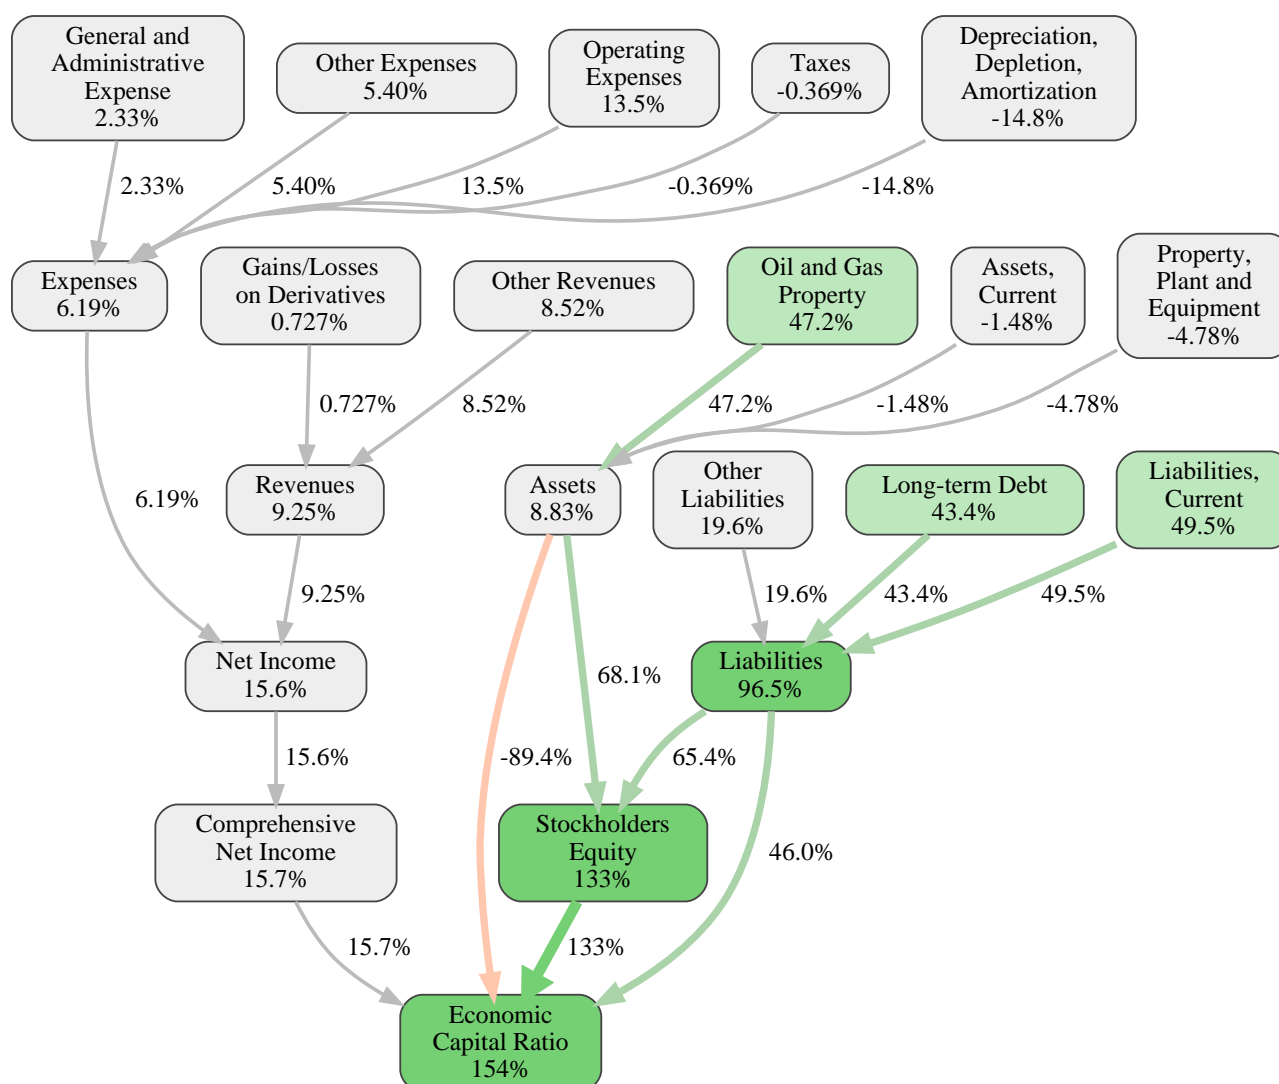 General and
Administrative
Expense
2.33%
Other Expenses
5.40%
Operating
Expenses
13.5%
Taxes
-0.369%
Depreciation,
Depletion,
Amortization
-14.8%
2.33%
5.40%
13.5%
-0.369%
-14.8%
Expenses
6.19%
Gains/Losses
on Derivatives
0.727%
Other Revenues
8.52%
Oil and Gas
Property
47.2%
Assets,
Current
-1.48%
Property,
Plant and
Equipment
-4.78%
0.727%
8.52%
47.2%
-1.48%
-4.78%
6.19%
Revenues
9.25%
Assets
8.83%
Other
Liabilities
19.6%
Long-term Debt
43.4%
Liabilities,
Current
49.5%
9.25%
19.6%
43.4%
49.5%
Net Income
15.6%
68.1%
Liabilities
96.5%
15.6%
-89.4%
65.4%
Comprehensive
Net Income
15.7%
Stockholders
Equity
133%
46.0%
15.7%
133%
Economic
Capital Ratio
154%